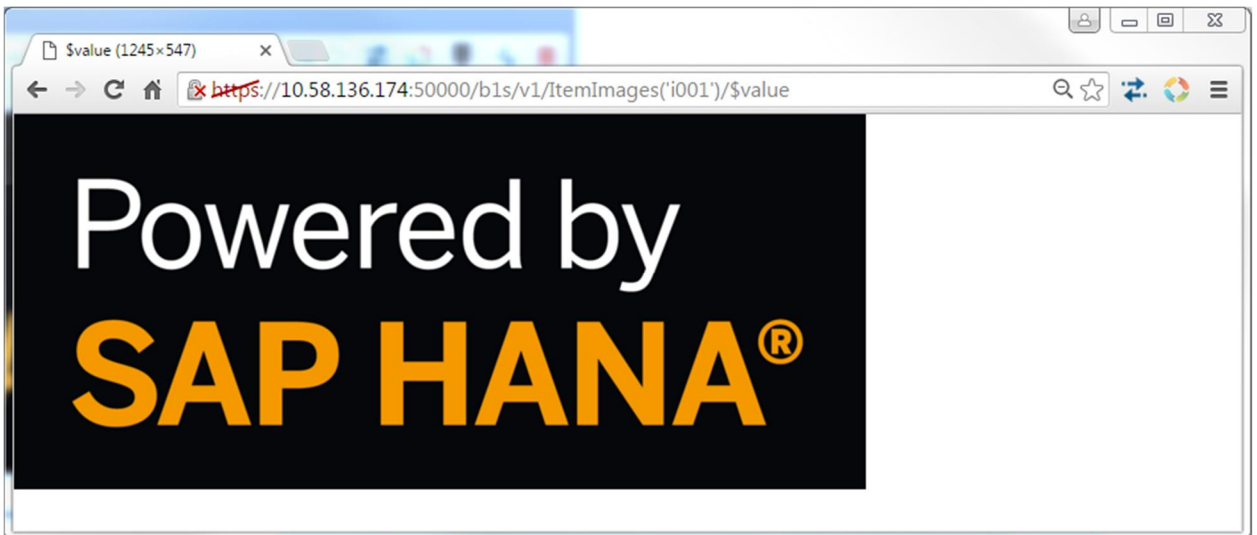 $value (1245×547)
https://10.58.136.174:50000/b1s/v1/ItemImages('i001')/$value
Powered by
SAP HANA®